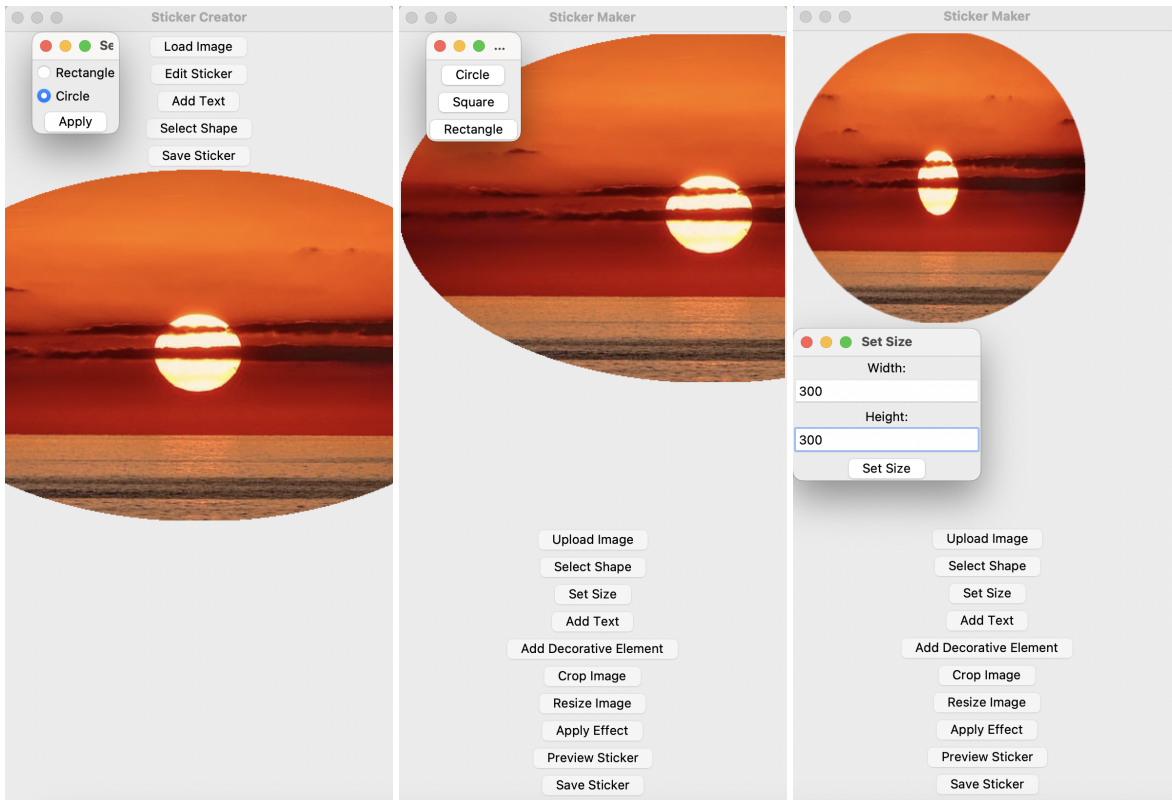 Sticker Creator
Load Image
Edit Sticker
Add Text
Select Shape
Save Sticker
Rectangle
Circle
Apply
Sticker Maker
...
Circle
Square
Rectangle
Upload Image
Select Shape
Set Size
Add Text
Add Decorative Element
Crop Image
Resize Image
Apply Effect
Preview Sticker
Save Sticker
Sticker Maker
Set Size
Width:
300
Height:
300
Set Size
Upload Image
Select Shape
Set Size
Add Text
Add Decorative Element
Crop Image
Resize Image
Apply Effect
Preview Sticker
Save Sticker